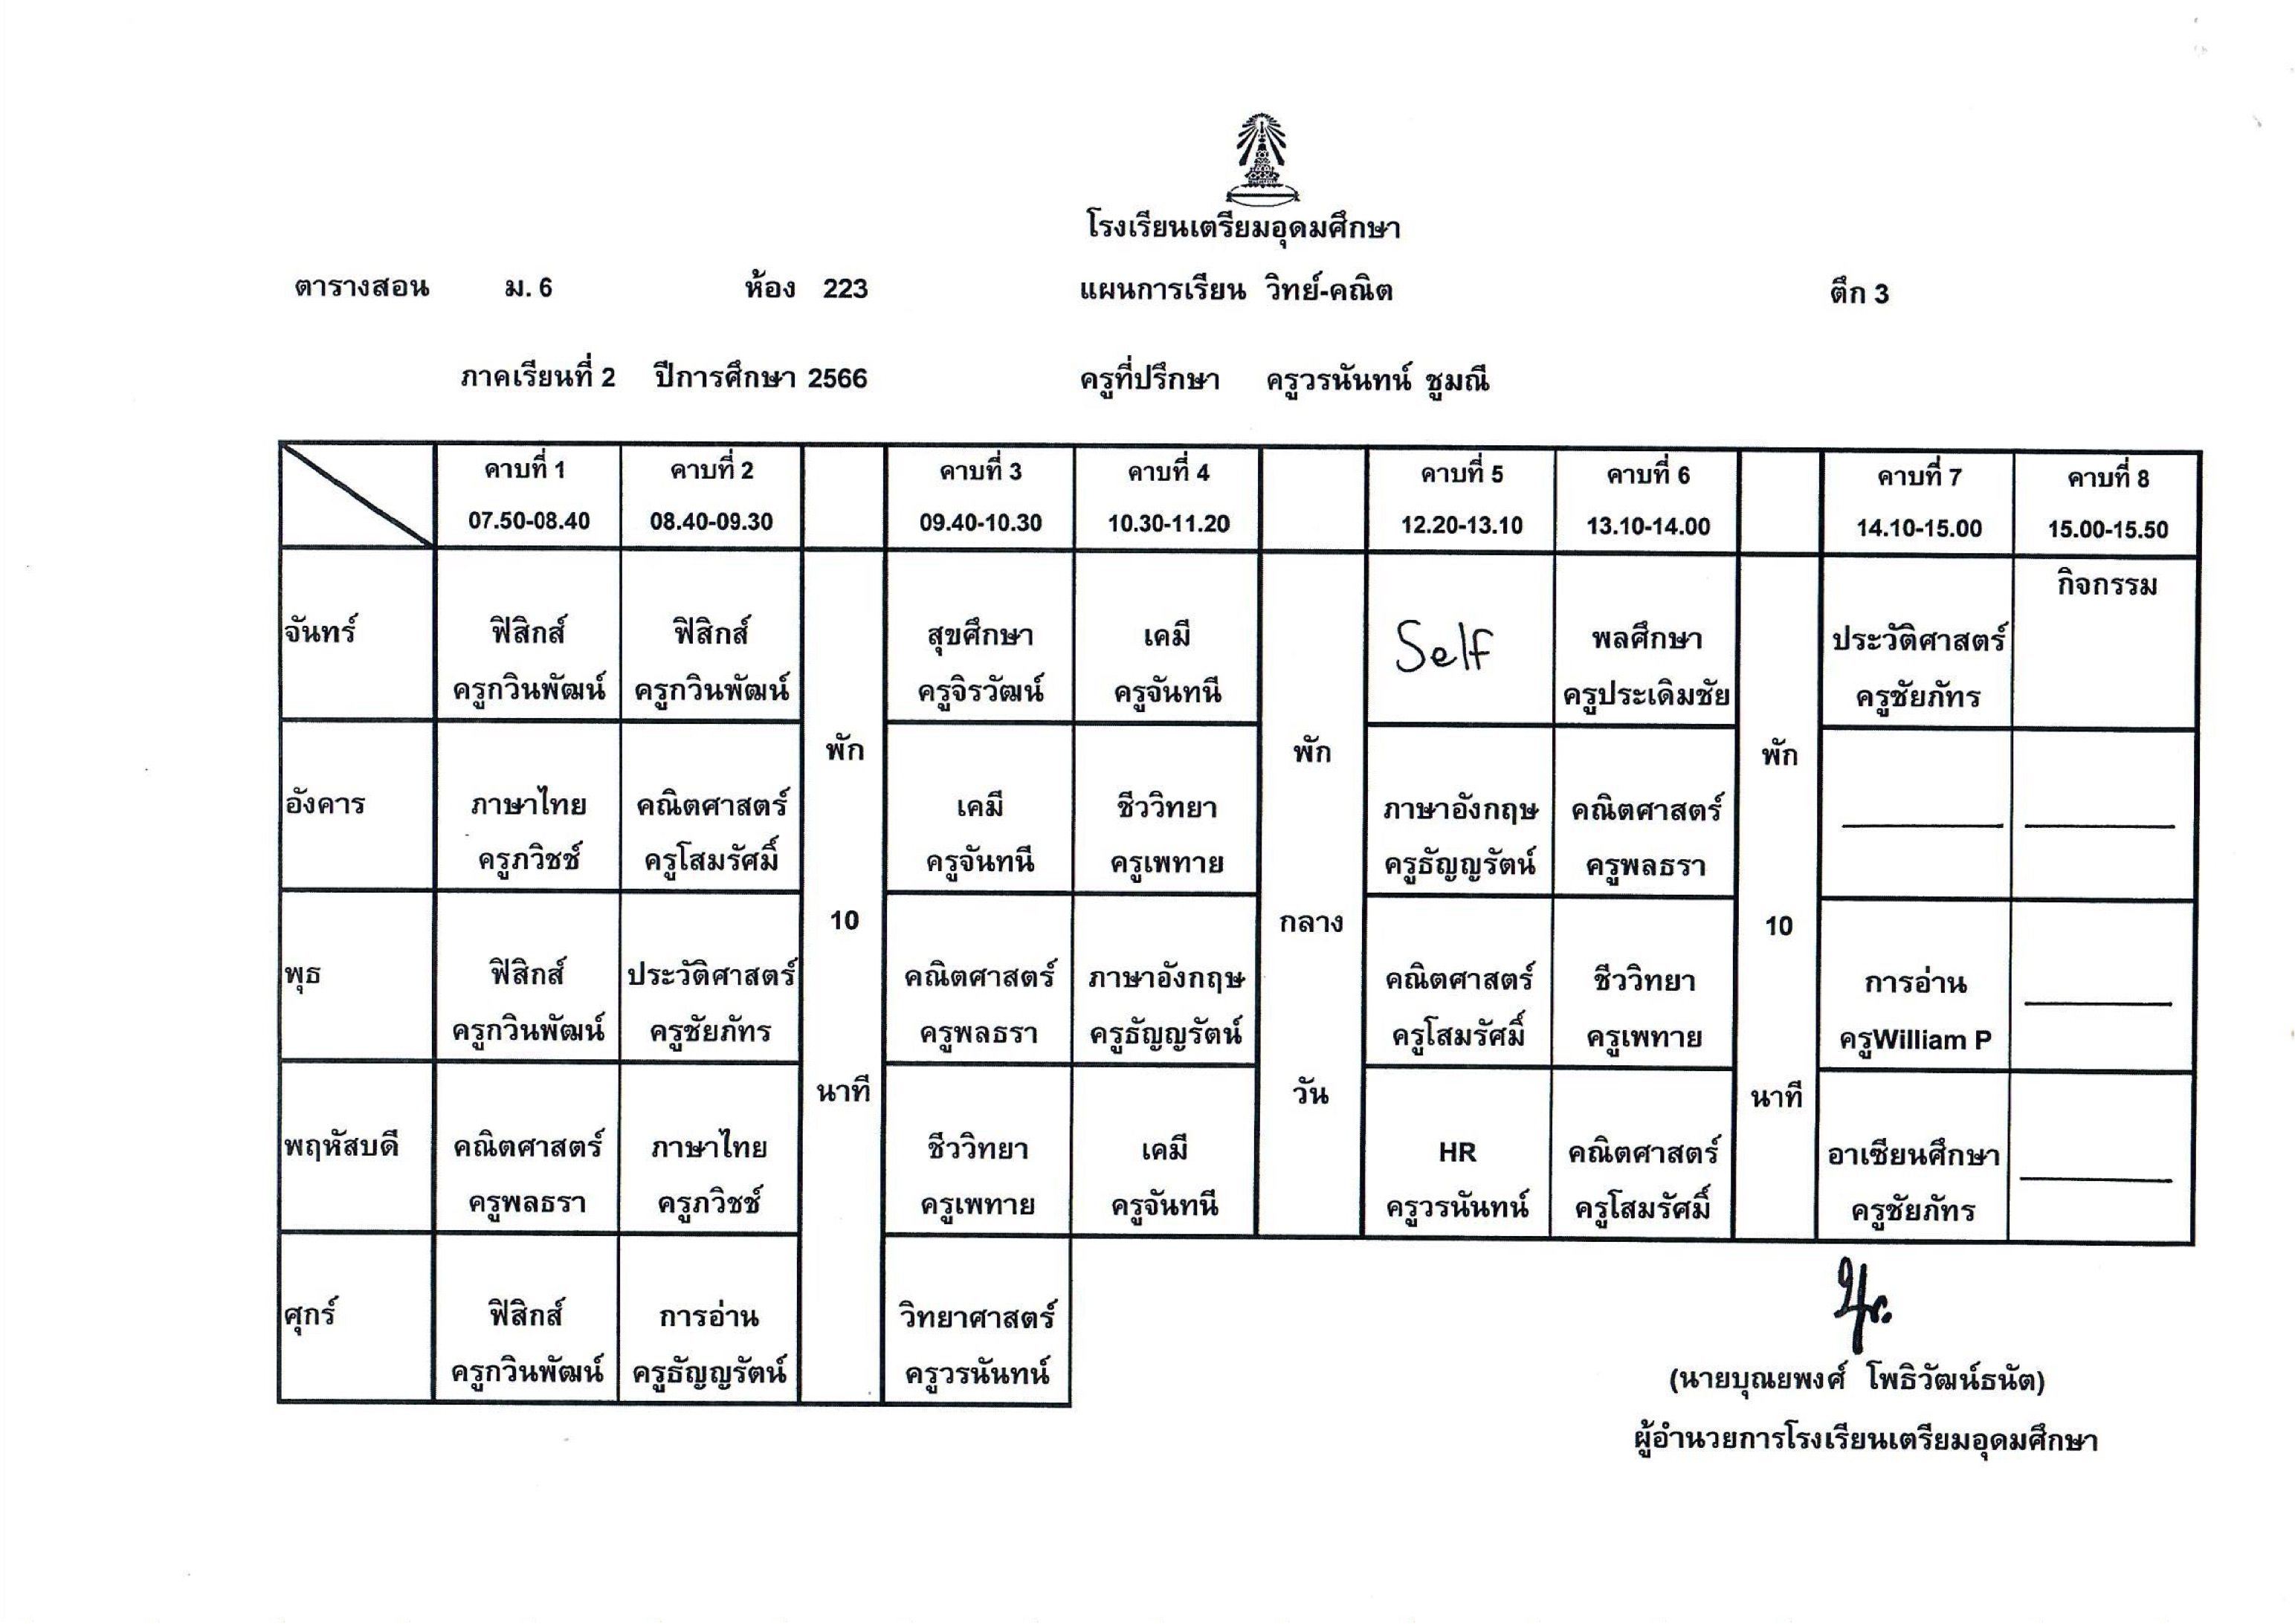 โรงเรียนเตรียมอุดมศึกษา
ตารางสอน ม. 6 ห้อง 223 แผนการเรียน วิทย์-คณิต ตึก 3
ภาคเรียนที่ 2 ปีการศึกษา 2566 ครูที่ปรึกษา ครูวรนันทน์ ชูมณี
คาบที่ 1 คาบที่ 2 คาบที่ 3 คาบที่ 4 คาบที่ 5 คาบที่ 6 คาบที่ 7 คาบที่ 8
07.50-08.40 08.40-09.30 09.40-10.30 10.30-11.20 12.20-13.10 13.10-14.00 14.10-15.00 15.00-15.50
กิจกรรม
จันทร์ ฟิสิกส์ ฟิสิกส์ สุขศึกษา เคมี Self พลศึกษา ประวัติศาสตร์
ครูกวินพัฒน์ ครูกวินพัฒน์ ครูจิรวัฒน์ ครูจันทนี ครูประเดิมชัย ครูชัยภัทร
พัก พัก พัก
อังคาร ภาษาไทย คณิตศาสตร์ เคมี ชีววิทยา ภาษาอังกฤษ คณิตศาสตร์
ครูภวิชช์ ครูโสมรัศมิ์ ครูจันทนี ครูเพทาย ครูธัญญรัตน์ ครูพลธรา
10 กลาง 10
พุธ ฟิสิกส์ ประวัติศาสตร์ คณิตศาสตร์ ภาษาอังกฤษ คณิตศาสตร์ ชีววิทยา การอ่าน
ครูกวินพัฒน์ ครูชัยภัทร ครูพลธรา ครูธัญญรัตน์ ครูโสมรัศมิ์ ครูเพทาย ครูWilliam P
นาที วัน นาที
พฤหัสบดี คณิตศาสตร์ ภาษาไทย ชีววิทยา เคมี HR คณิตศาสตร์ อาเซียนศึกษา
ครูพลธรา ครูภวิชช์ ครูเพทาย ครูจันทนี ครูวรนันทน์ ครูโสมรัศมิ์ ครูชัยภัทร
ศุกร์ ฟิสิกส์ การอ่าน วิทยาศาสตร์
ครูกวินพัฒน์ ครูธัญญรัตน์ ครูวรนันทน์
(นายบุณยพงศ์ โพธิวัฒน์ธนัต)
ผู้อำนวยการโรงเรียนเตรียมอุดมศึกษา